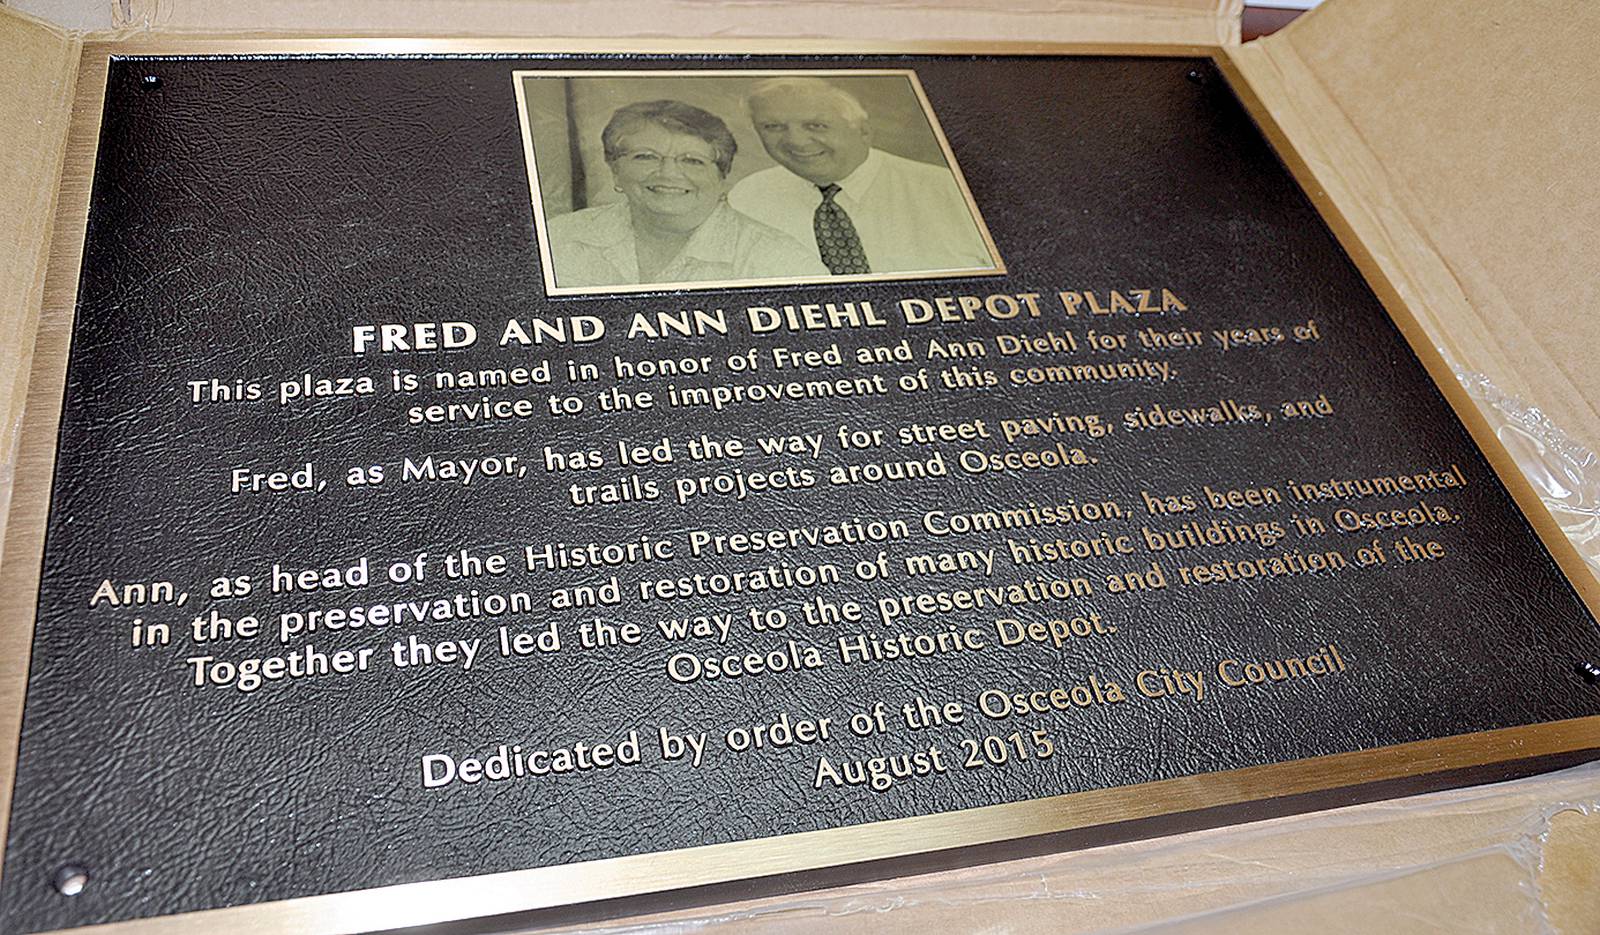 FRED AND ANN DIEHL DEPOT PLAZA
This plaza is named in honor of Fred and Ann Diehl for their years of
service to the improvement of this community.
Fred, as Mayor, has led the way for street paving, sidewalks, and
trails projects around Osceola.
Ann, as head of the Historic Preservation Commission, has been instrumental
in the preservation and restoration of many historic buildings in Osceola.
Together they led the way to the preservation and restoration of the
Osceola Historic Depot.
Dedicated by order of the Osceola City Council
August 2015